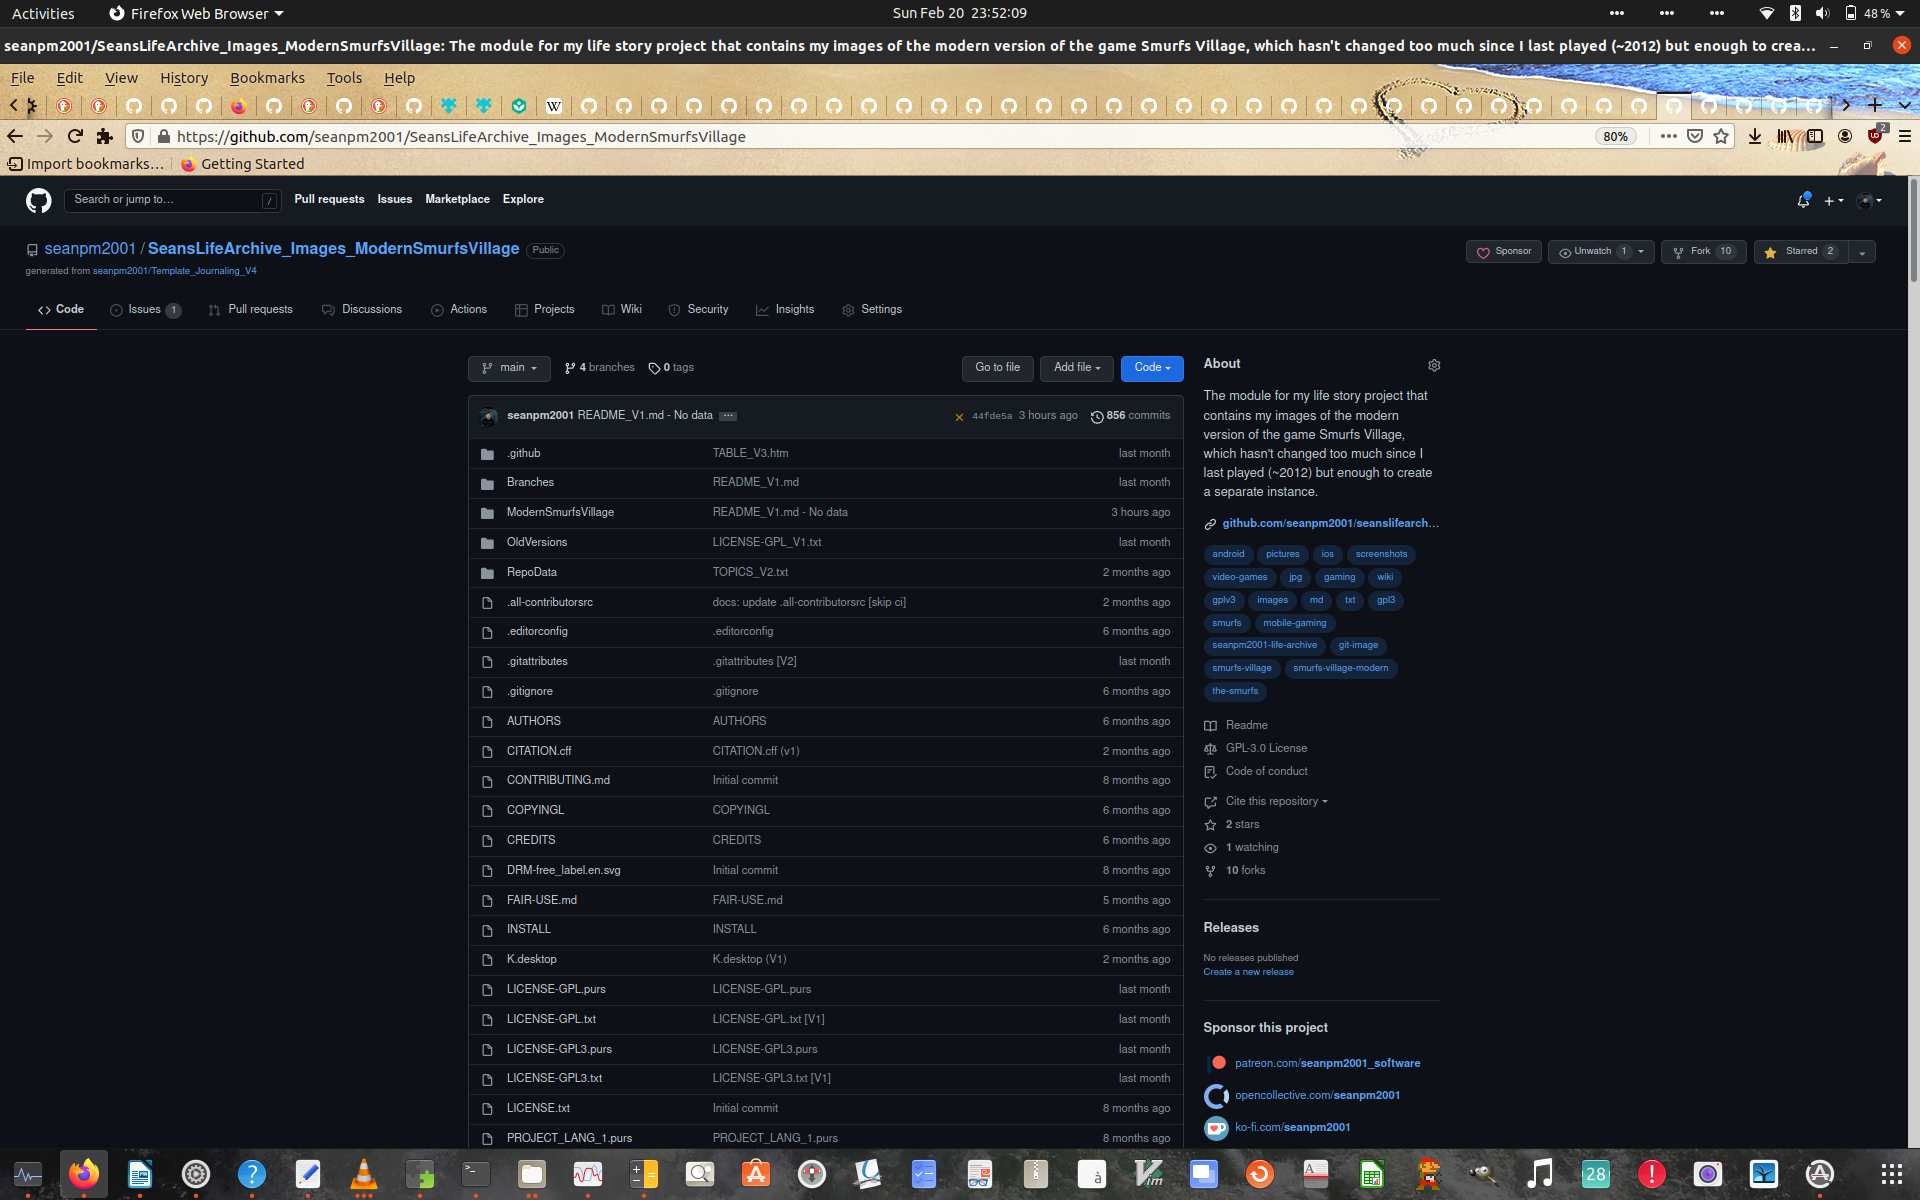 Activities Firefox Web Browser Sun Feb 20 23:52:09 48 %
seanpm2001/SeansLifeArchive_Images_ModernSmurfsVillage: The module for my life story project that contains my images of the modern version of the game Smurfs Village, which hasn't changed too much since I last played (~2012) but enough to crea…
File Edit View History Bookmarks Tools Help
https://github.com/seanpm2001/SeansLifeArchive_Images_ModernSmurfsVillage 80% 2
Import bookmarks… Getting Started
Search or jump to… / Pull requests Issues Marketplace Explore
seanpm2001 / SeansLifeArchive_Images_ModernSmurfsVillage Public
generated from seanpm2001/Template_Journaling_V4
Sponsor Unwatch 1 Fork 10 Starred 2
Code Issues 1 Pull requests Discussions Actions Projects Wiki Security Insights Settings
main 4 branches 0 tags Go to file Add file Code
seanpm2001 README_V1.md - No data ... 44fde5a 3 hours ago 856 commits
.github TABLE_V3.htm last month
Branches README_V1.md last month
ModernSmurfsVillage README_V1.md - No data 3 hours ago
OldVersions LICENSE-GPL_V1.txt last month
RepoData TOPICS_V2.txt 2 months ago
.all-contributorsrc docs: update .all-contributorsrc [skip ci] 2 months ago
.editorconfig .editorconfig 6 months ago
.gitattributes .gitattributes [V2] last month
.gitignore .gitignore 6 months ago
AUTHORS AUTHORS 6 months ago
CITATION.cff CITATION.cff (v1) 2 months ago
CONTRIBUTING.md Initial commit 8 months ago
COPYINGL COPYINGL 6 months ago
CREDITS CREDITS 6 months ago
DRM-free_label.en.svg Initial commit 8 months ago
FAIR-USE.md FAIR-USE.md 5 months ago
INSTALL INSTALL 6 months ago
K.desktop K.desktop (V1) 2 months ago
LICENSE-GPL.purs LICENSE-GPL.purs last month
LICENSE-GPL.txt LICENSE-GPL.txt [V1] last month
LICENSE-GPL3.purs LICENSE-GPL3.purs last month
LICENSE-GPL3.txt LICENSE-GPL3.txt [V1] last month
LICENSE.txt Initial commit 8 months ago
PROJECT_LANG_1.purs PROJECT_LANG_1.purs 8 months ago
About
The module for my life story project that
contains my images of the modern
version of the game Smurfs Village,
which hasn't changed too much since I
last played (~2012) but enough to create
a separate instance.
github.com/seanpm2001/seanslifearch…
android pictures ios screenshots
video-games jpg gaming wiki
gplv3 images md txt gpl3
smurfs mobile-gaming
seanpm2001-life-archive git-image
smurfs-village smurfs-village-modern
the-smurfs
Readme
GPL-3.0 License
Code of conduct
Cite this repository
2 stars
1 watching
10 forks
Releases
No releases published
Create a new release
Sponsor this project
patreon.com/seanpm2001_software
opencollective.com/seanpm2001
ko-fi.com/seanpm2001
28